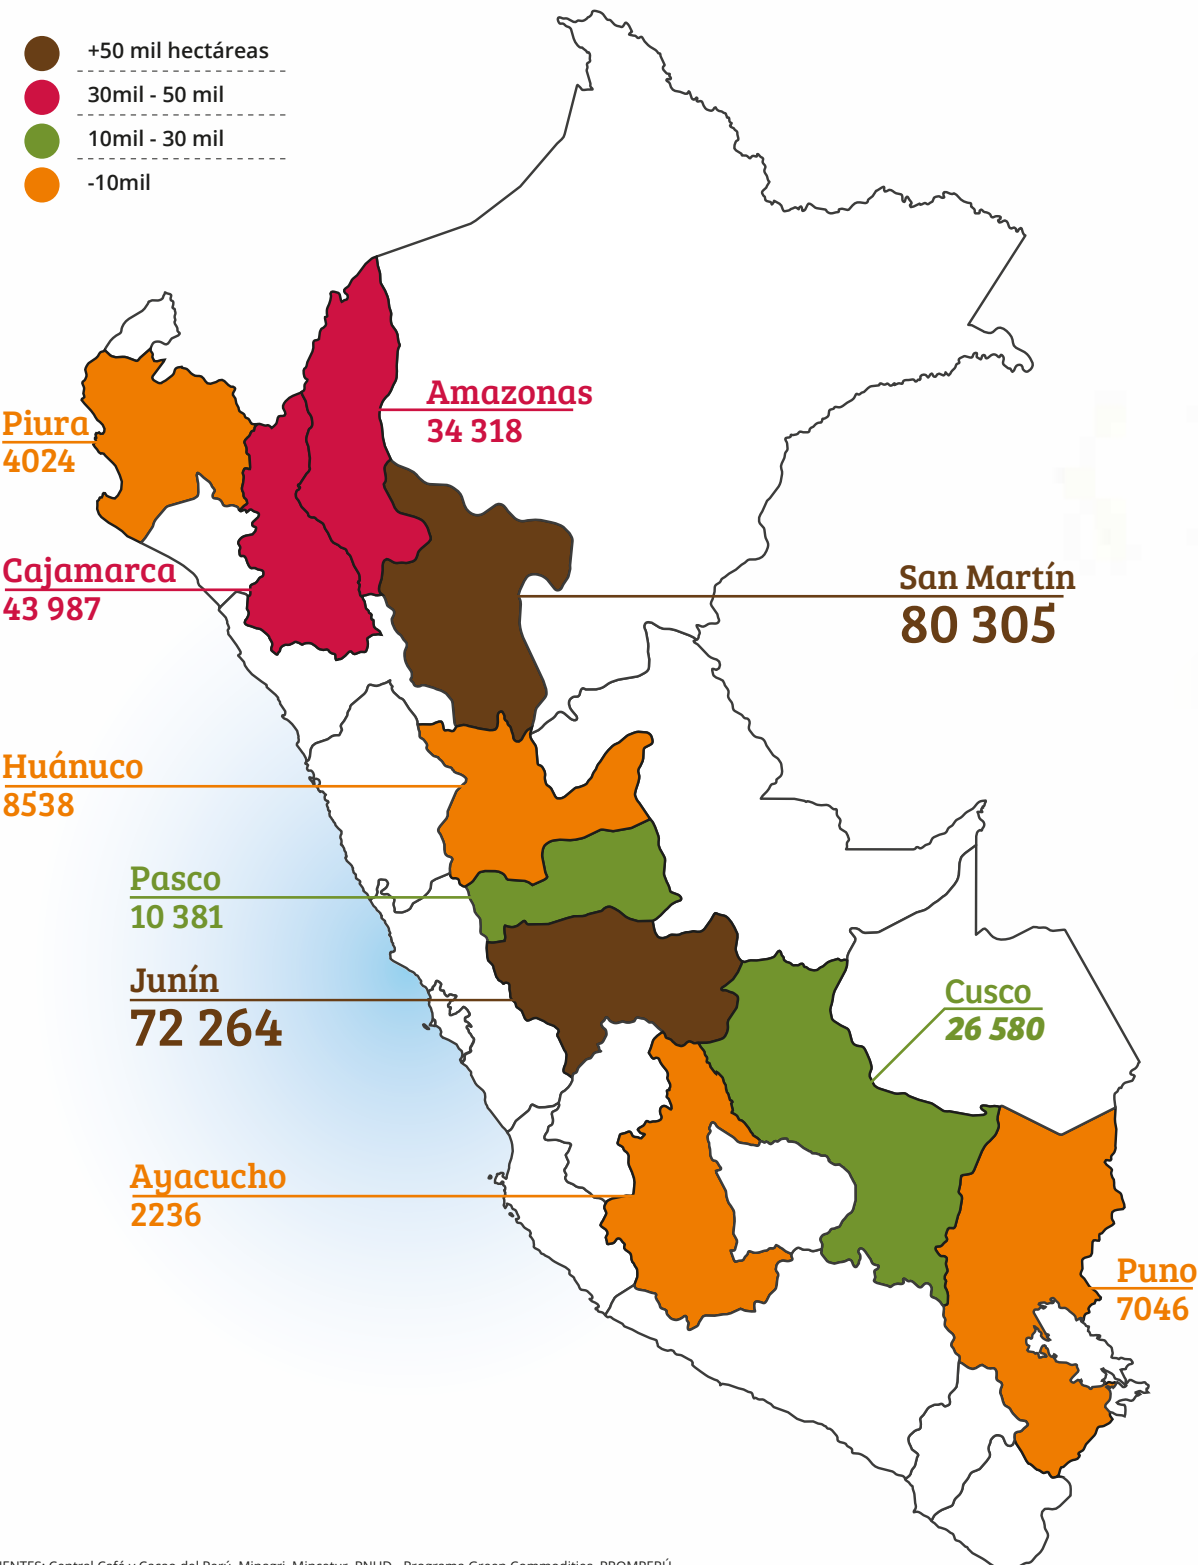 +50 mil hectáreas
30mil - 50 mil
10mil - 30 mil
-10mil
Amazonas
34 318
Piura
4024
Cajamarca
43 987
San Martín
80 305
Huánuco
8538
Pasco
10 381
Junín
72 264
Cusco
26 580
Ayacucho
2236
Puno
7046